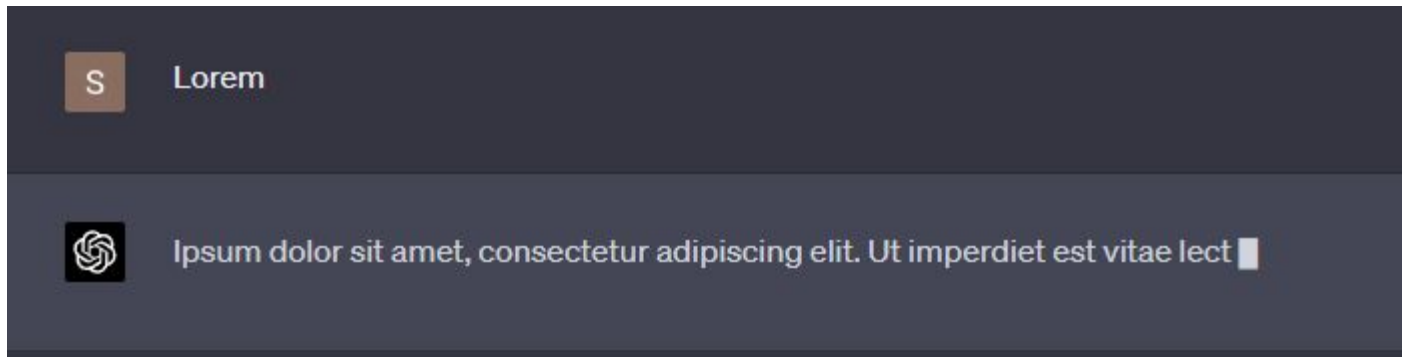 S
Lorem
Ipsum dolor sit amet, consectetur adipiscing elit. Ut imperdiet est vitae lect